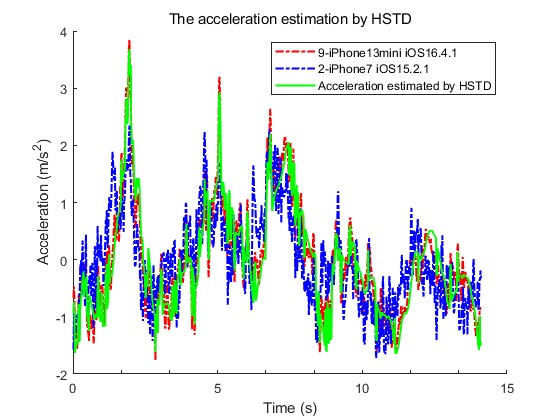 The acceleration estimation by HSTD
9-iPhone13mini iOS16.4.1
2-iPhone7 iOS15.2.1
Acceleration estimated by HSTD
Acceleration (m/s²)
4
3
2
1
0
-1
-2
0
5
10
15
Time (s)